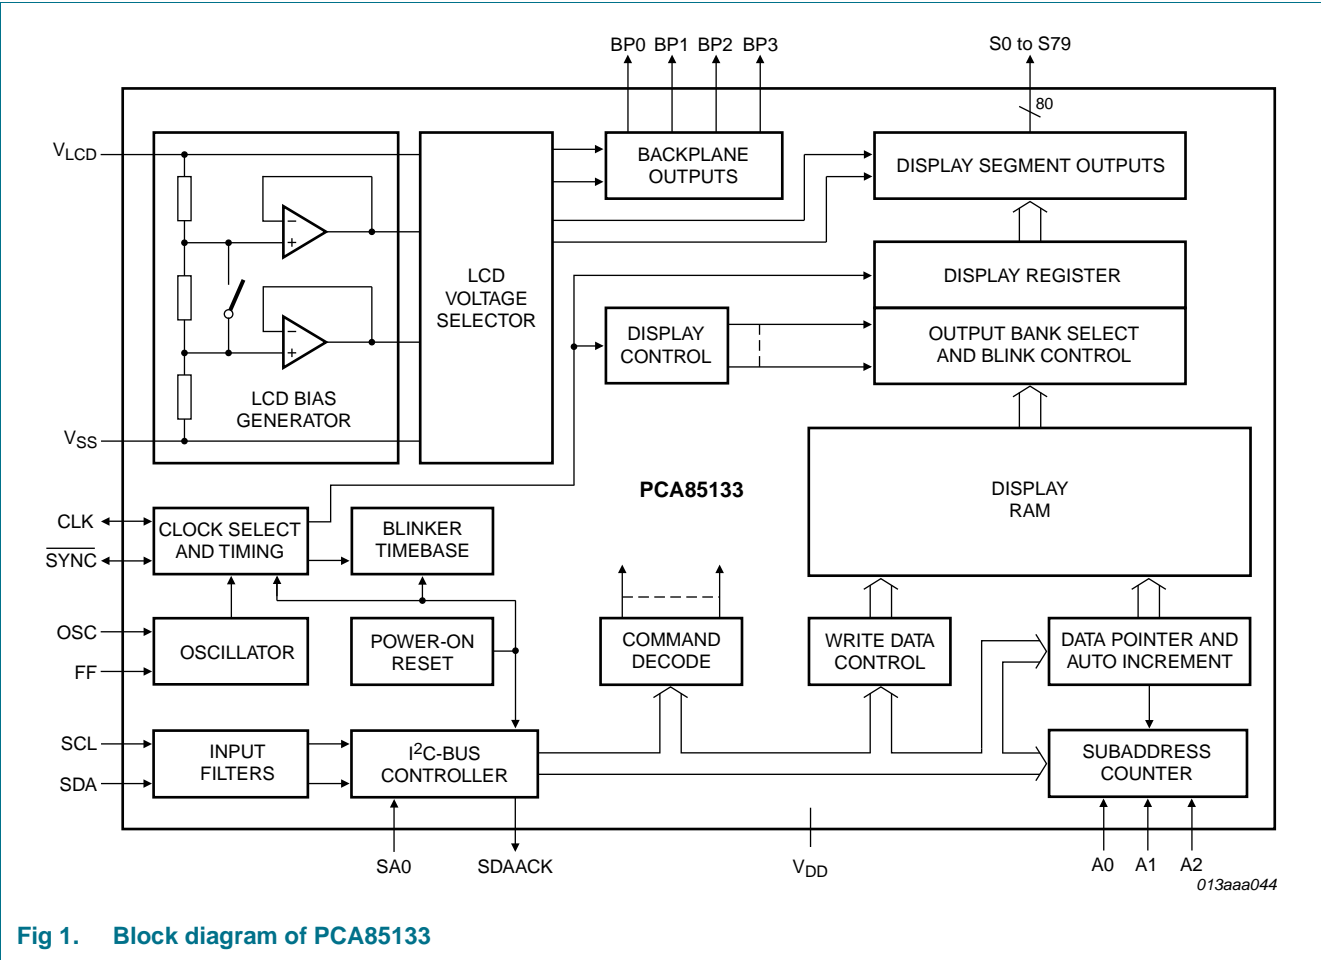 BP0 BP1 BP2 BP3
S0 to S79
80
VLCD
BACKPLANE
OUTPUTS
DISPLAY SEGMENT OUTPUTS
−
+
LCD
VOLTAGE
SELECTOR
DISPLAY REGISTER
−
+
DISPLAY
CONTROL
OUTPUT BANK SELECT
AND BLINK CONTROL
LCD BIAS
GENERATOR
VSS
PCA85133
DISPLAY
RAM
CLK
SYNC
CLOCK SELECT
AND TIMING
BLINKER
TIMEBASE
OSC
FF
OSCILLATOR
POWER-ON
RESET
COMMAND
DECODE
WRITE DATA
CONTROL
DATA POINTER AND
AUTO INCREMENT
SCL
SDA
INPUT
FILTERS
I2C-BUS
CONTROLLER
SUBADDRESS
COUNTER
SA0
SDAACK
VDD
A0 A1 A2
013aaa044
Fig 1. Block diagram of PCA85133